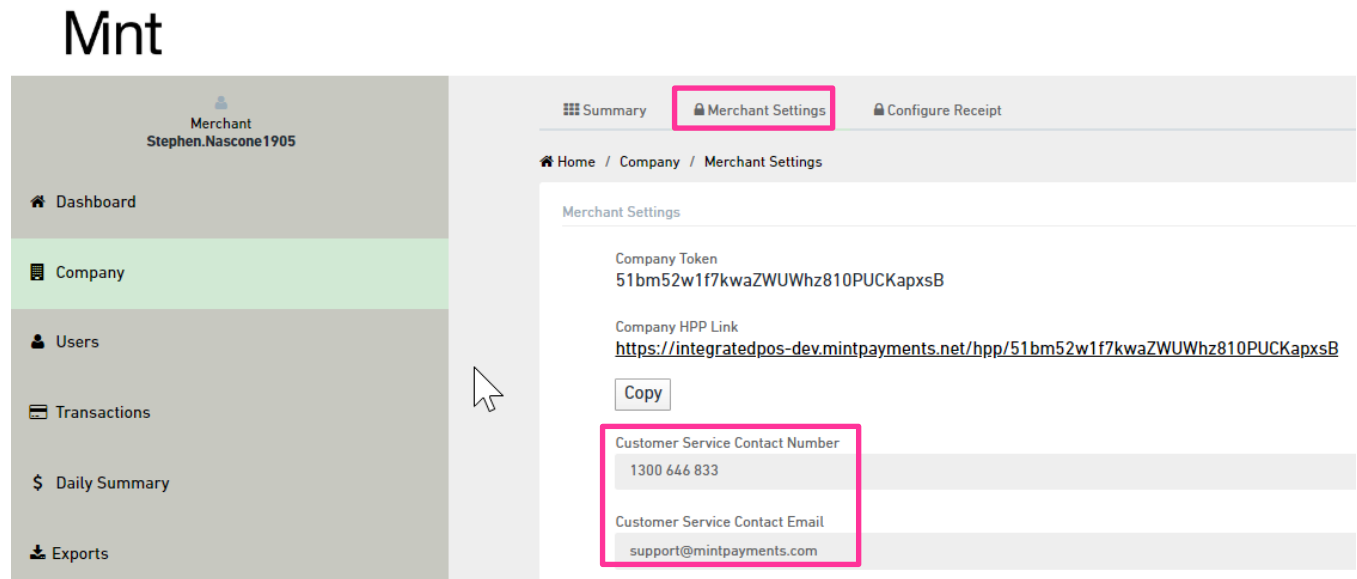 Mint
Merchant
Stephen.Nascone1905
Dashboard
Company
Users
Transactions
Daily Summary
Exports
Summary
Merchant Settings
Configure Receipt
Home / Company / Merchant Settings
Merchant Settings
Company Token
51bm52w1f7kwaZWUWhz810PUCKapxsB
Company HPP Link
https://integratedpos-dev.mintpayments.net/hpp/51bm52w1f7kwaZWUWhz810PUCKapxsB
Copy
Customer Service Contact Number
1300 646 833
Customer Service Contact Email
support@mintpayments.com